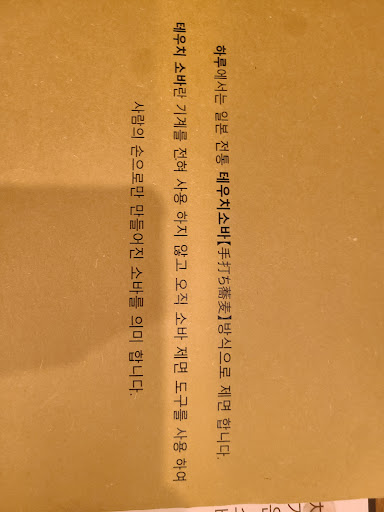 하루에서는 일본 전통 테우치소바【手打ち蕎麦】방식으로 제면 합니다.
테우치 소바란 기계를 전혀 사용 하지 않고 오직 소바 제면 도구를 사용 하여
사람의 손으로만 만들어진 소바를 의미 합니다.